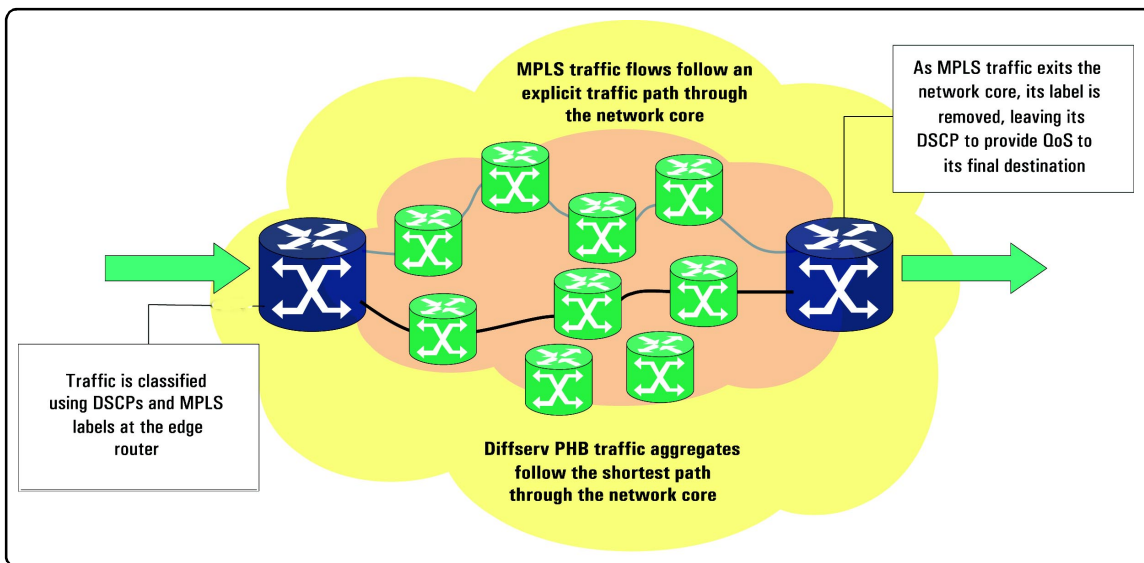 MPLS traffic flows follow an
explicit traffic path through
the network core
As MPLS traffic exits the
network core, its label is
removed, leaving its
DSCP to provide QoS to
its final destination
Traffic is classified
using DSCPs and MPLS
labels at the edge
router
Diffserv PHB traffic aggregates
follow the shortest path
through the network core